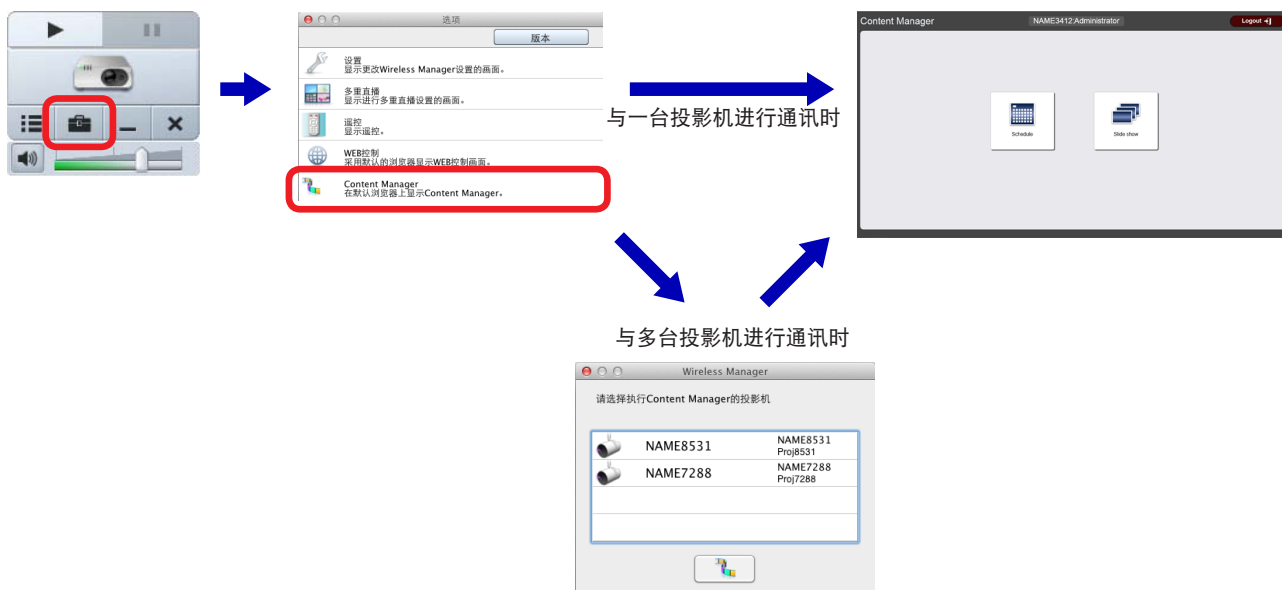 选项
版本
设置
显示更改Wireless Manager设置的画面。
多重直播
显示进行多重直播设置的画面。
遥控
显示遥控。
WEB控制
采用默认的浏览器显示WEB控制画面。
Content Manager
在默认浏览器上显示Content Manager。
与一台投影机进行通讯时
Content Manager
NAME3412:Administrator
Logout
Schedule
Slide show
与多台投影机进行通讯时
Wireless Manager
请选择执行Content Manager的投影机
NAME8531
NAME8531
Proj8531
NAME7288
NAME7288
Proj7288